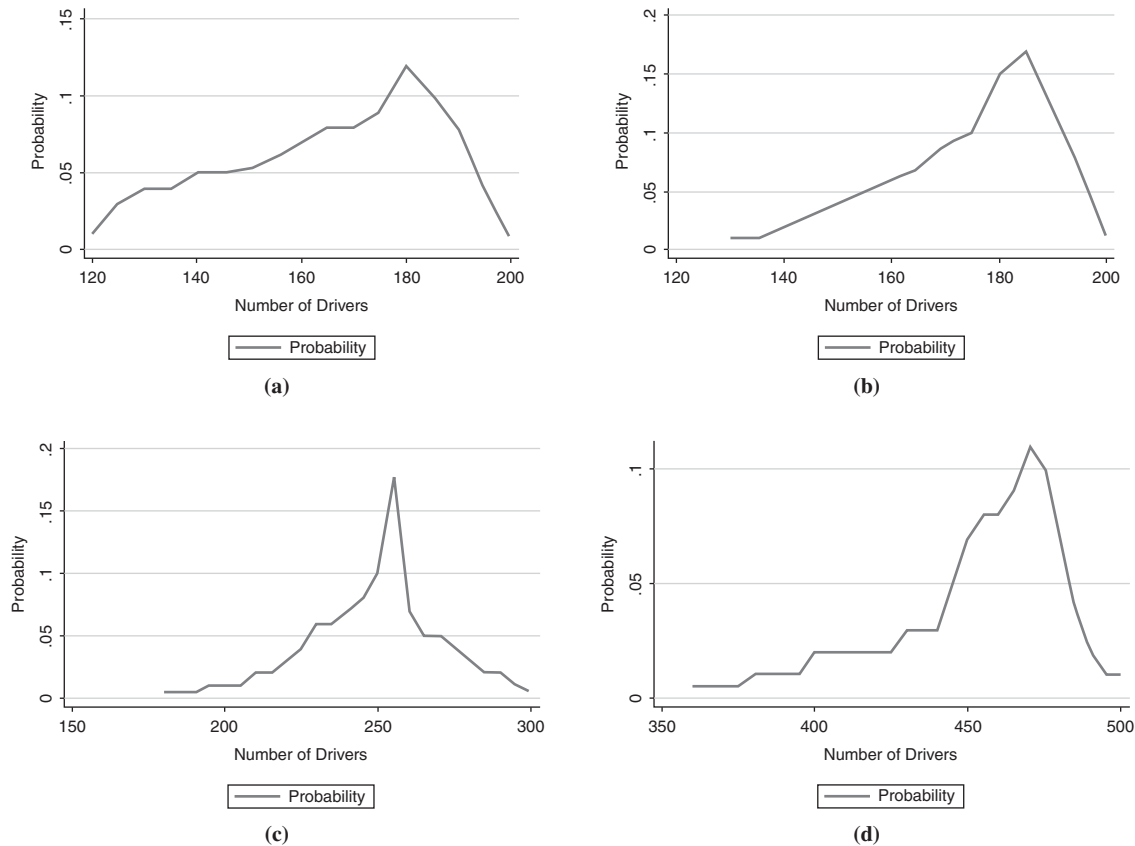 .15
.1
.05
0
Probability
120 140 160 180 200
Number of Drivers
Probability
(a)
.2
.15
.1
.05
0
Probability
120 140 160 180 200
Number of Drivers
Probability
(b)
.2
.15
.1
.05
0
Probability
150 200 250 300
Number of Drivers
Probability
(c)
.1
.05
0
Probability
350 400 450 500
Number of Drivers
Probability
(d)